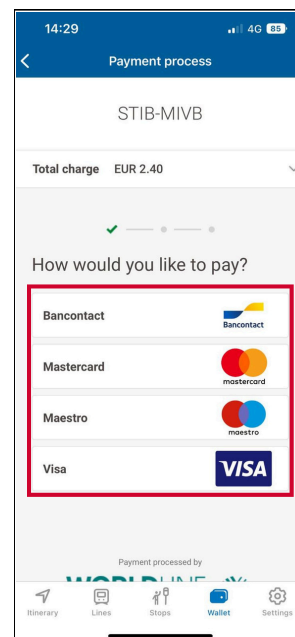 14:29 4G 85
Payment process
STIB-MIVB
Total charge EUR 2.40
How would you like to pay?
Bancontact Bancontact
Mastercard mastercard
Maestro maestro
Visa VISA
Payment processed by
WORLDLINE
Itinerary Lines Stops Wallet Settings